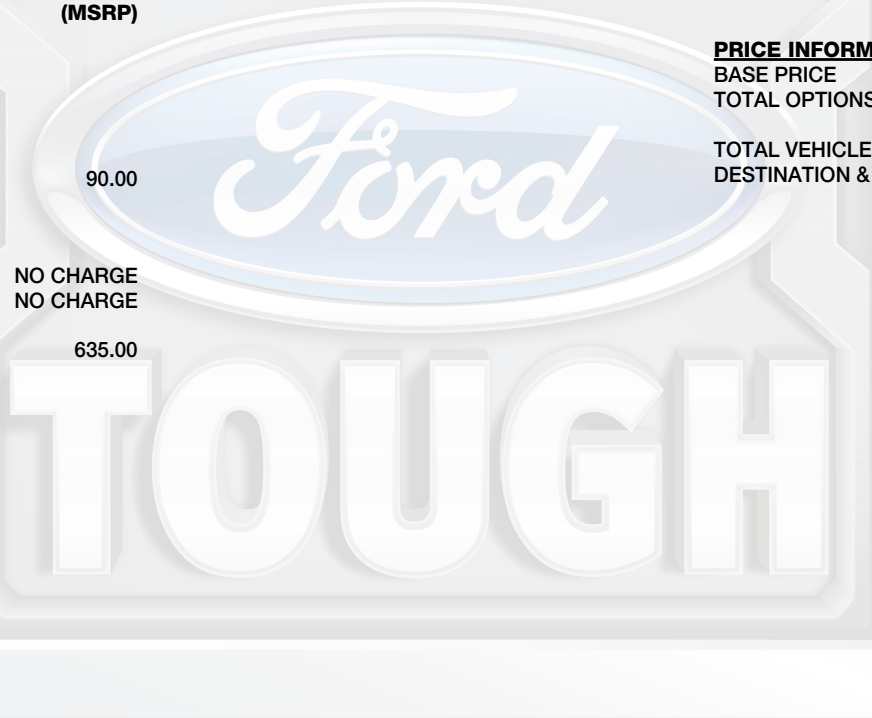 (MSRP)
90.00
NO CHARGE
NO CHARGE
635.00
PRICE INFORM
BASE PRICE
TOTAL OPTIONS
TOTAL VEHICLE
DESTINATION &
Ford
TOUGH